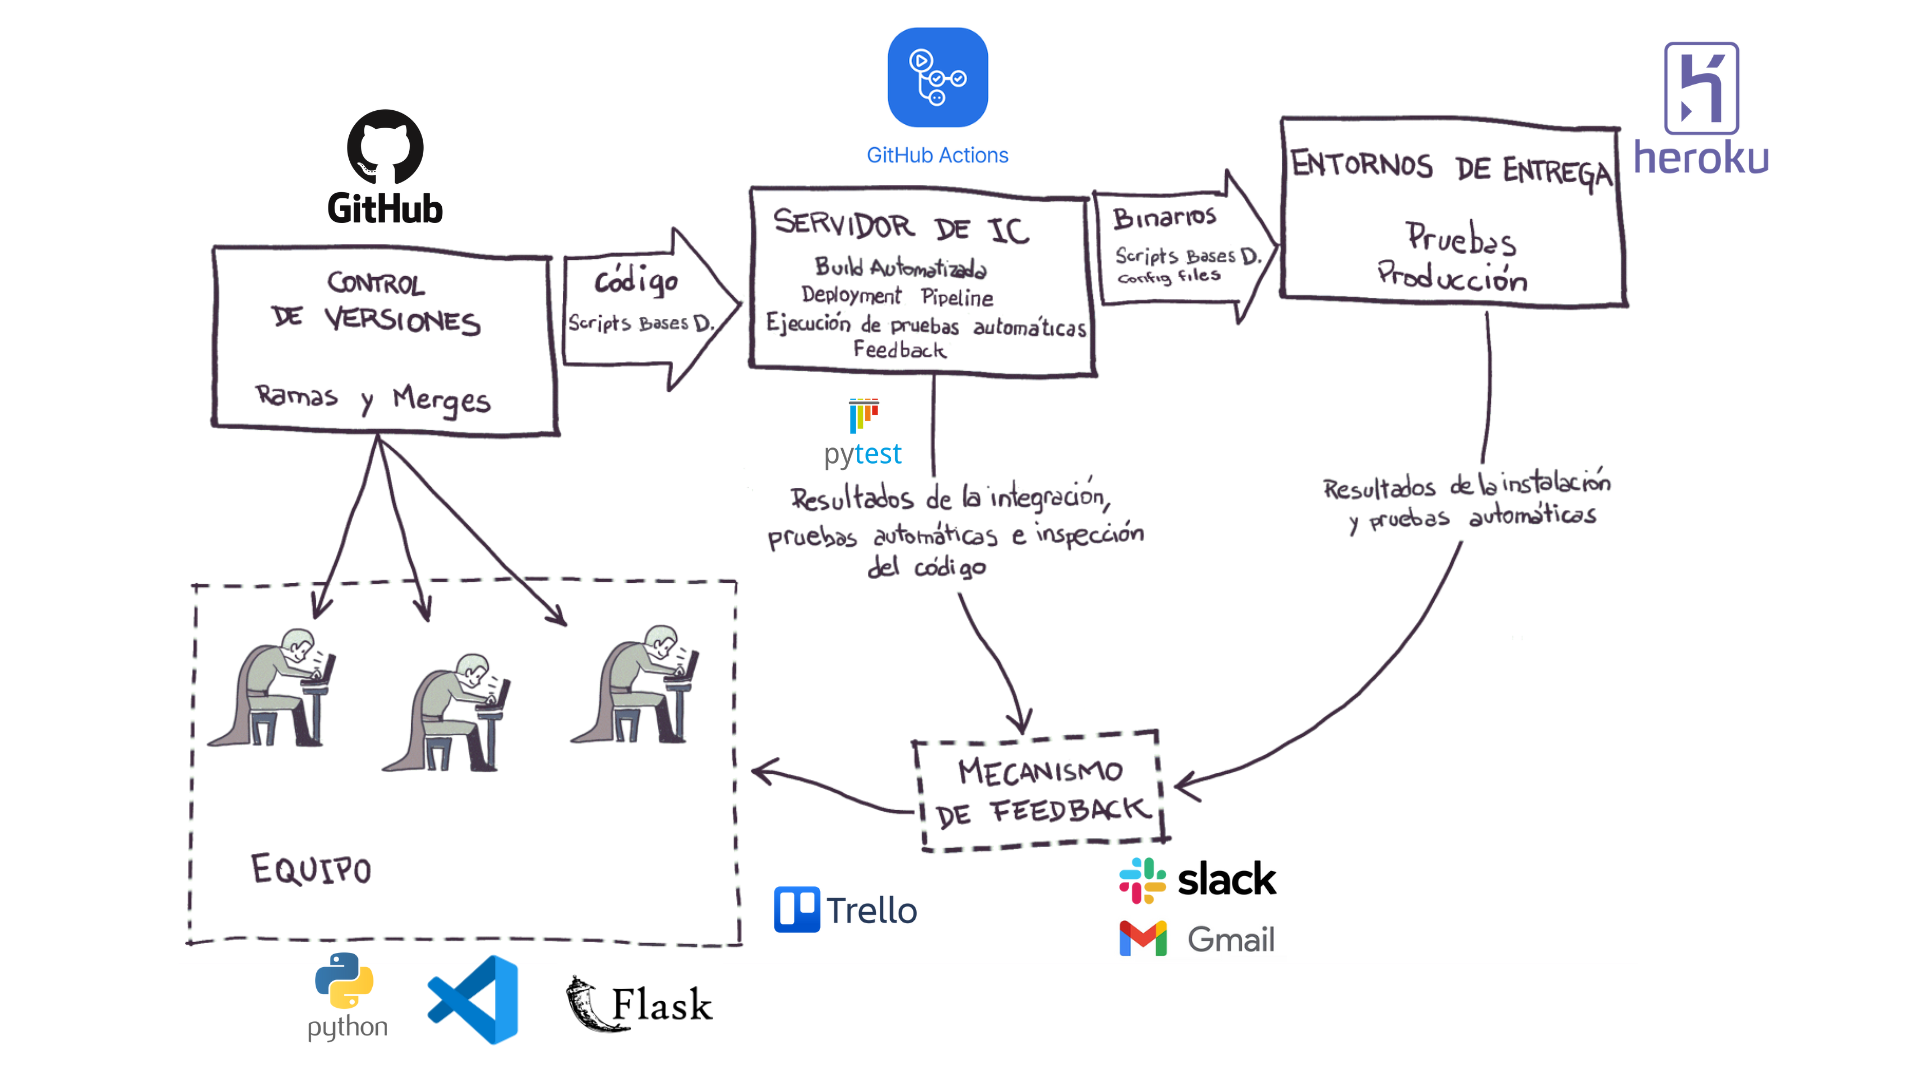 GitHub
CONTROL
DE VERSIONES
Ramas y Merges
Código
Scripts Bases D.
GitHub Actions
SERVIDOR DE IC
Build Automatizada
Deployment Pipeline
Ejecución de pruebas automáticas
Feedback
Binarios
Scripts Bases D.
Config files
heroku
ENTORNOS DE ENTREGA
Pruebas
Producción
pytest
Resultados de la integración,
pruebas automáticas e inspección
del código
Resultados de la instalación
y pruebas automáticas
MECANISMO
DE FEEDBACK
slack
Gmail
Trello
EQUIPO
python
Flask